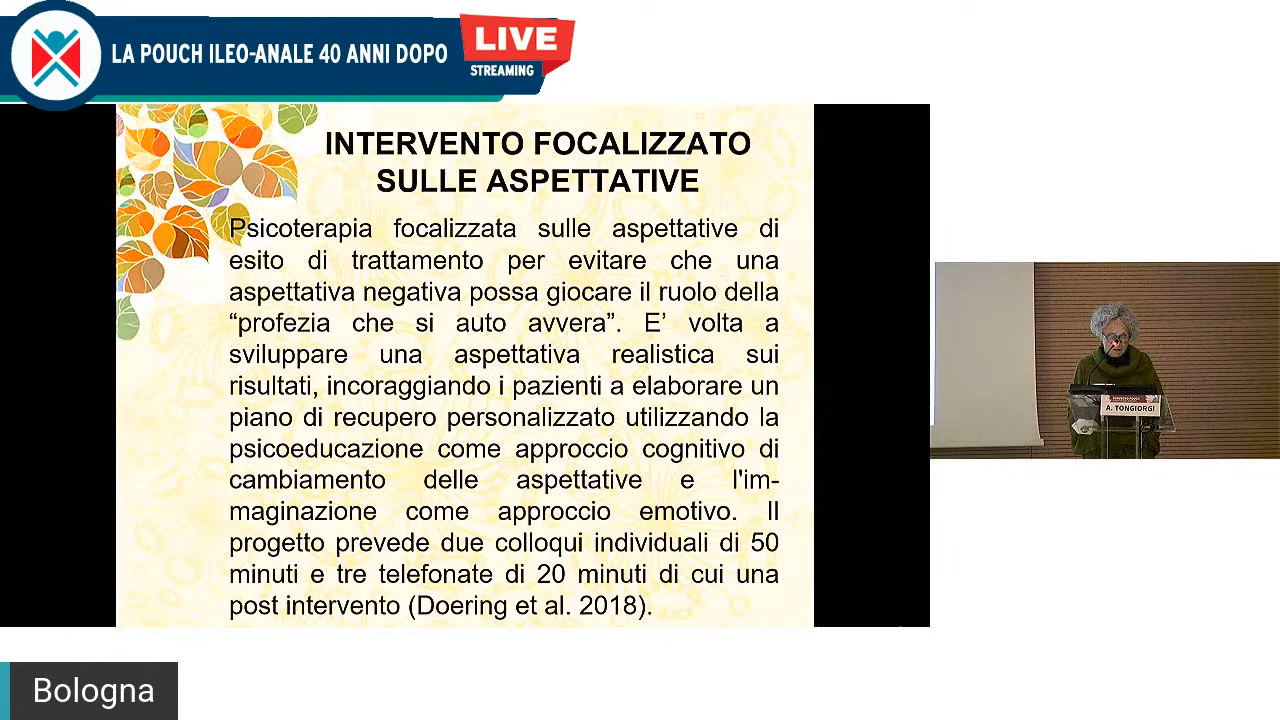 LA POUCH ILEO-ANALE 40 ANNI DOPO
LIVE
STREAMING
INTERVENTO FOCALIZZATO
SULLE ASPETTATIVE
Psicoterapia focalizzata sulle aspettative di
esito di trattamento per evitare che una
aspettativa negativa possa giocare il ruolo della
“profezia che si auto avvera”. E’ volta a
sviluppare una aspettativa realistica sui
risultati, incoraggiando i pazienti a elaborare un
piano di recupero personalizzato utilizzando la
psicoeducazione come approccio cognitivo di
cambiamento delle aspettative e l'im-
maginazione come approccio emotivo. Il
progetto prevede due colloqui individuali di 50
minuti e tre telefonate di 20 minuti di cui una
post intervento (Doering et al. 2018).
A. TONGIORGI
Bologna